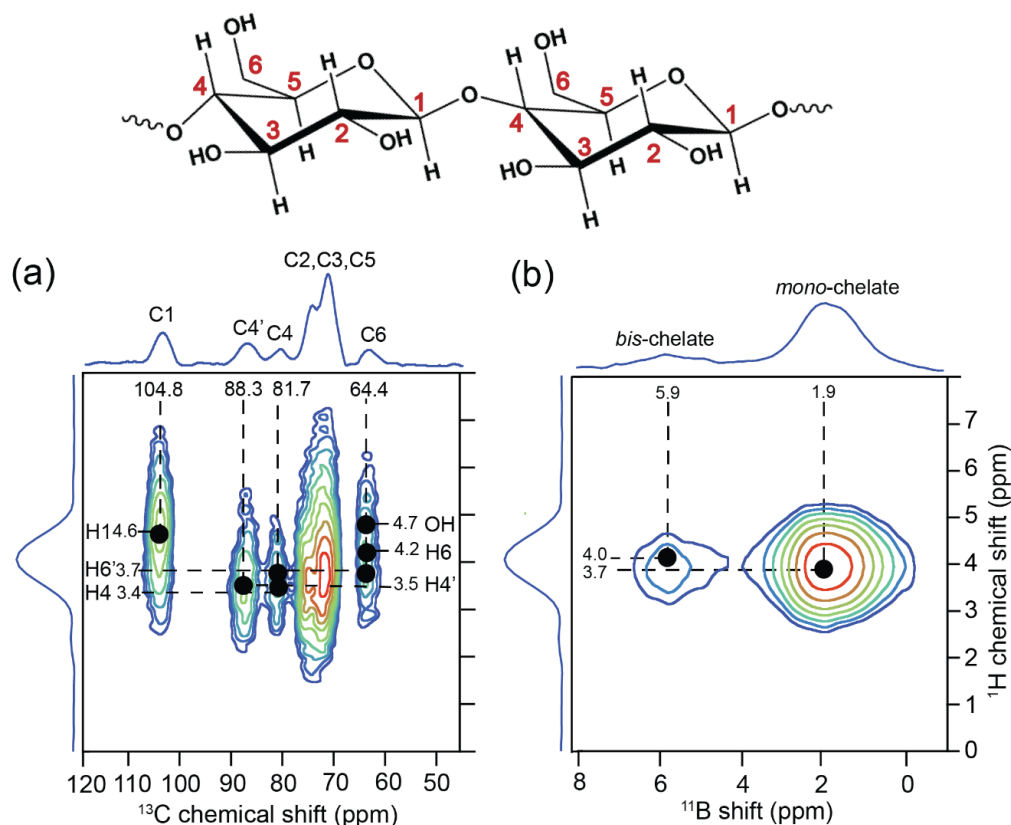 OH
OH
H
6
H
H
6
H
4
5
O
4
5
O
1
O
1
O
O
3
2
OH
3
2
OH
HO
H
H
HO
H
H
H
H
(a)
C2,C3,C5
C1
C4’
C4
C6
104.8
88.3
81.7
64.4
H1 4.6
4.7 OH
4.2 H6
H6’ 3.7
3.5 H4’
H4 3.4
120 110 100 90 80 70 60 50
13C chemical shift (ppm)
(b)
mono-chelate
bis-chelate
5.9
1.9
4.0
3.7
7
6
5
4
3
2
1
0
1H chemical shift (ppm)
8 6 4 2 0
11B shift (ppm)